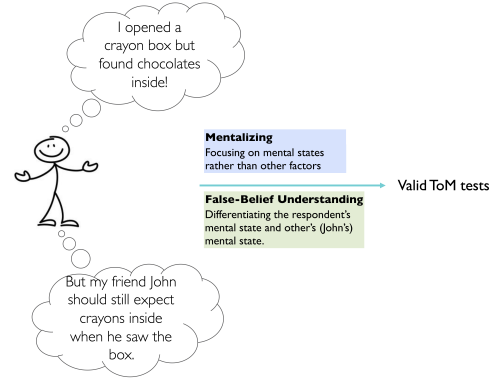 I opened a
crayon box but
found chocolates
inside!
Mentalizing
Focusing on mental states
rather than other factors
Valid ToM tests
False-Belief Understanding
Differentiating the respondent's
mental state and other's (John's)
mental state.
But my friend John
should still expect
crayons inside
when he saw the
box.